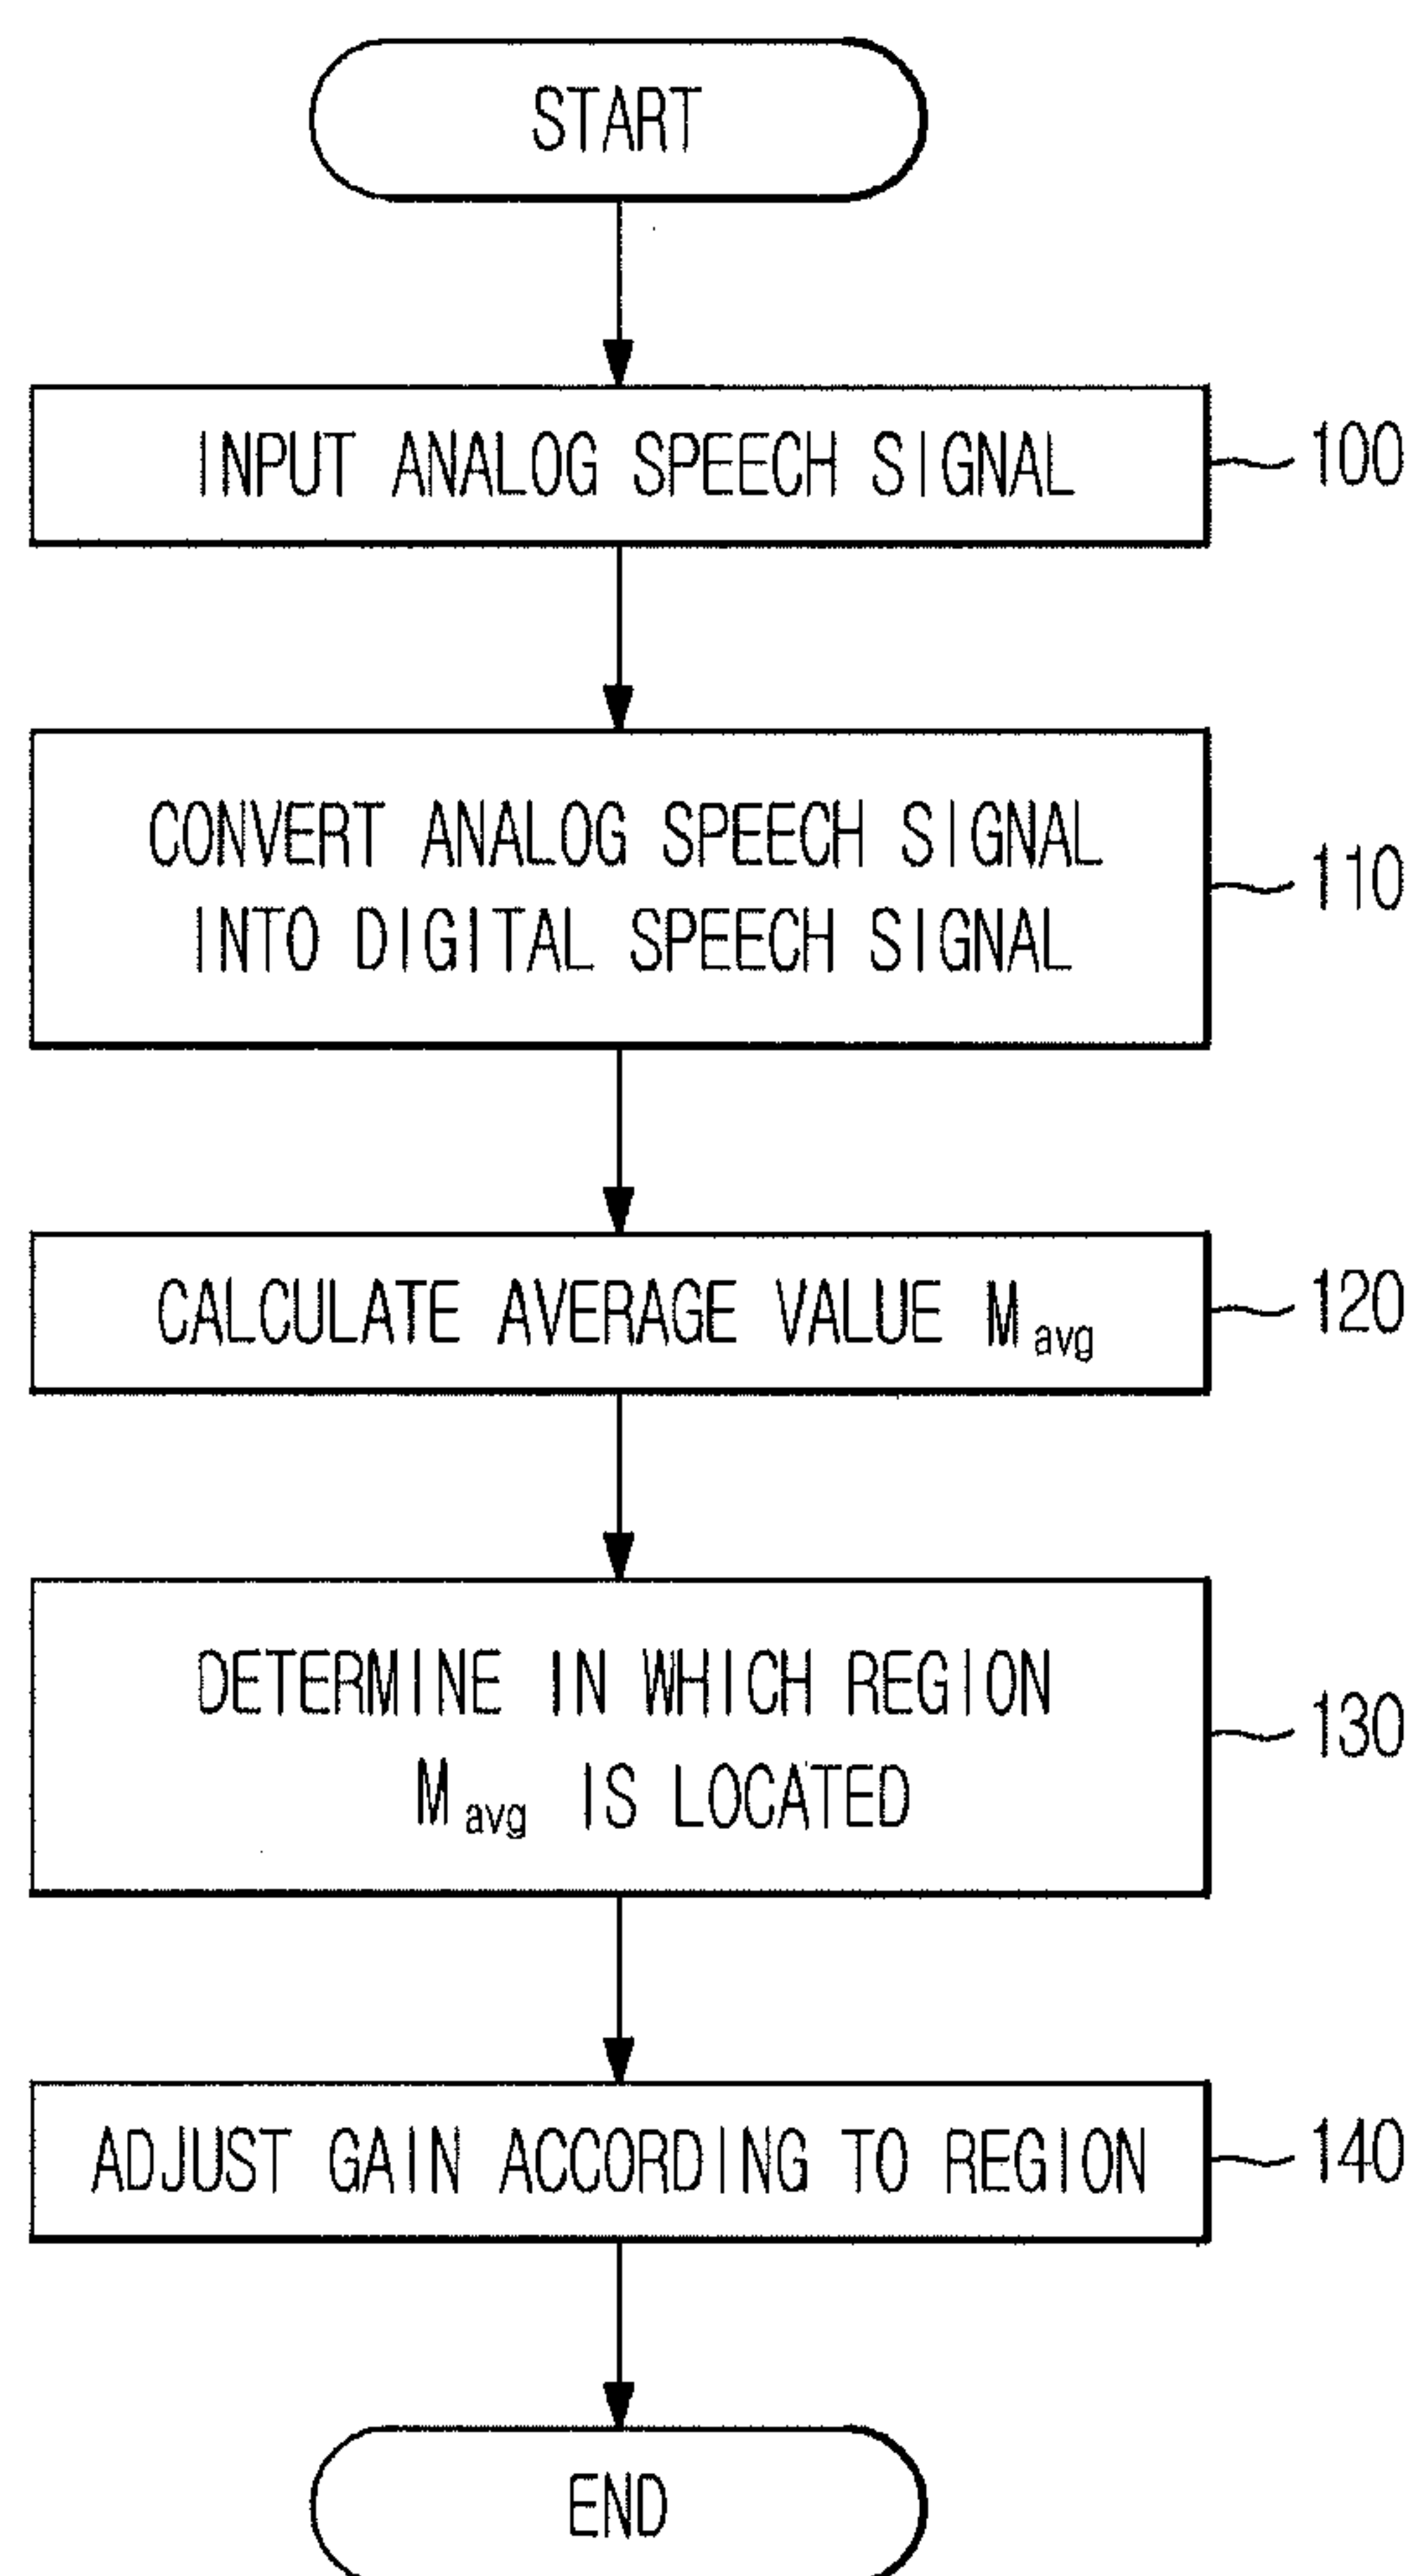 START
INPUT ANALOG SPEECH SIGNAL
100
CONVERT ANALOG SPEECH SIGNAL
INTO DIGITAL SPEECH SIGNAL
110
CALCULATE AVERAGE VALUE Mavg
120
DETERMINE IN WHICH REGION
Mavg IS LOCATED
130
ADJUST GAIN ACCORDING TO REGION
140
END